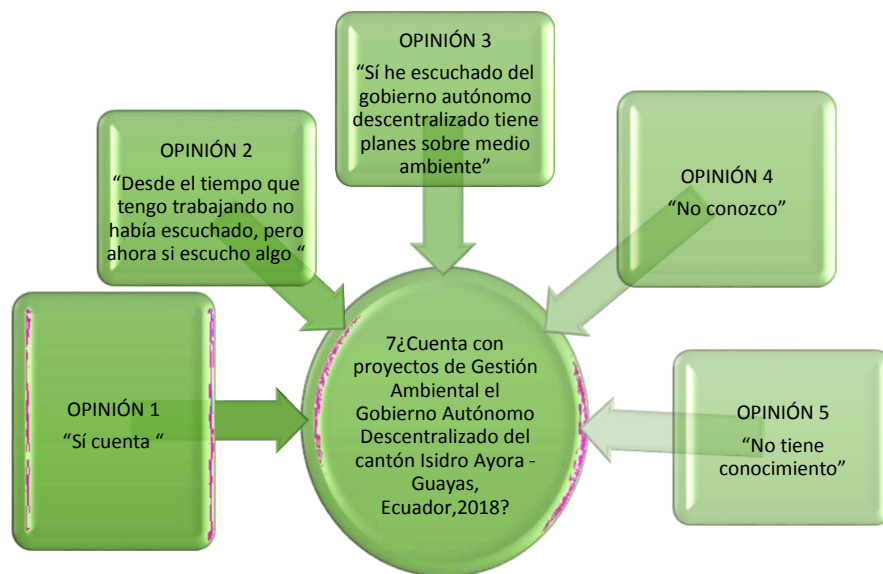 OPINIÓN 1
“Sí cuenta “
OPINIÓN 2
“Desde el tiempo que
tengo trabajando no
había escuchado, pero
ahora si escucho algo “
OPINIÓN 3
“Sí he escuchado del
gobierno autónomo
descentralizado tiene
planes sobre medio
ambiente”
OPINIÓN 4
“No conozco”
OPINIÓN 5
“No tiene
conocimiento”
7¿Cuenta con
proyectos de Gestión
Ambiental el
Gobierno Autónomo
Descentralizado del
cantón Isidro Ayora -
Guayas,
Ecuador,2018?